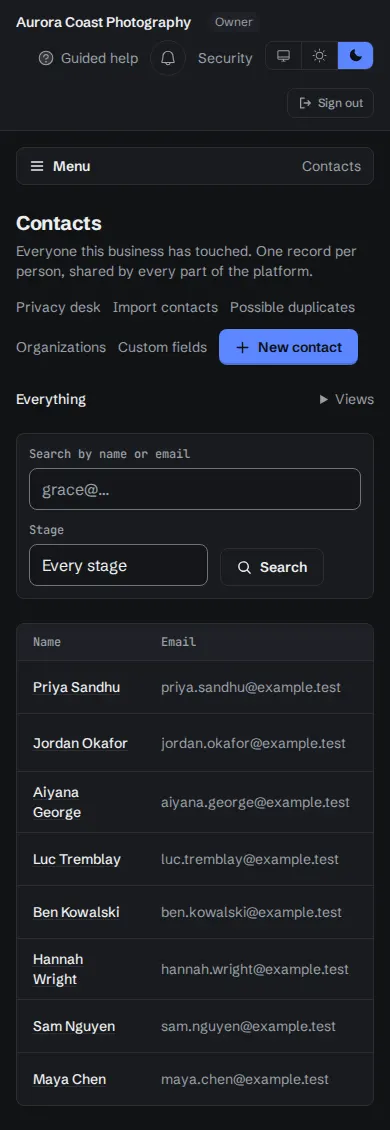 Aurora Coast Photography Owner
Guided help Security
Sign out
Menu Contacts
Contacts
Everyone this business has touched. One record per
person, shared by every part of the platform.
Privacy desk Import contacts Possible duplicates
Organizations Custom fields + New contact
Everything ▶ Views
Search by name or email
grace@…
Stage
Every stage Search
Name Email
Priya Sandhu priya.sandhu@example.test
Jordan Okafor jordan.okafor@example.test
Aiyana
George aiyana.george@example.test
Luc Tremblay luc.tremblay@example.test
Ben Kowalski ben.kowalski@example.test
Hannah
Wright hannah.wright@example.test
Sam Nguyen sam.nguyen@example.test
Maya Chen maya.chen@example.test